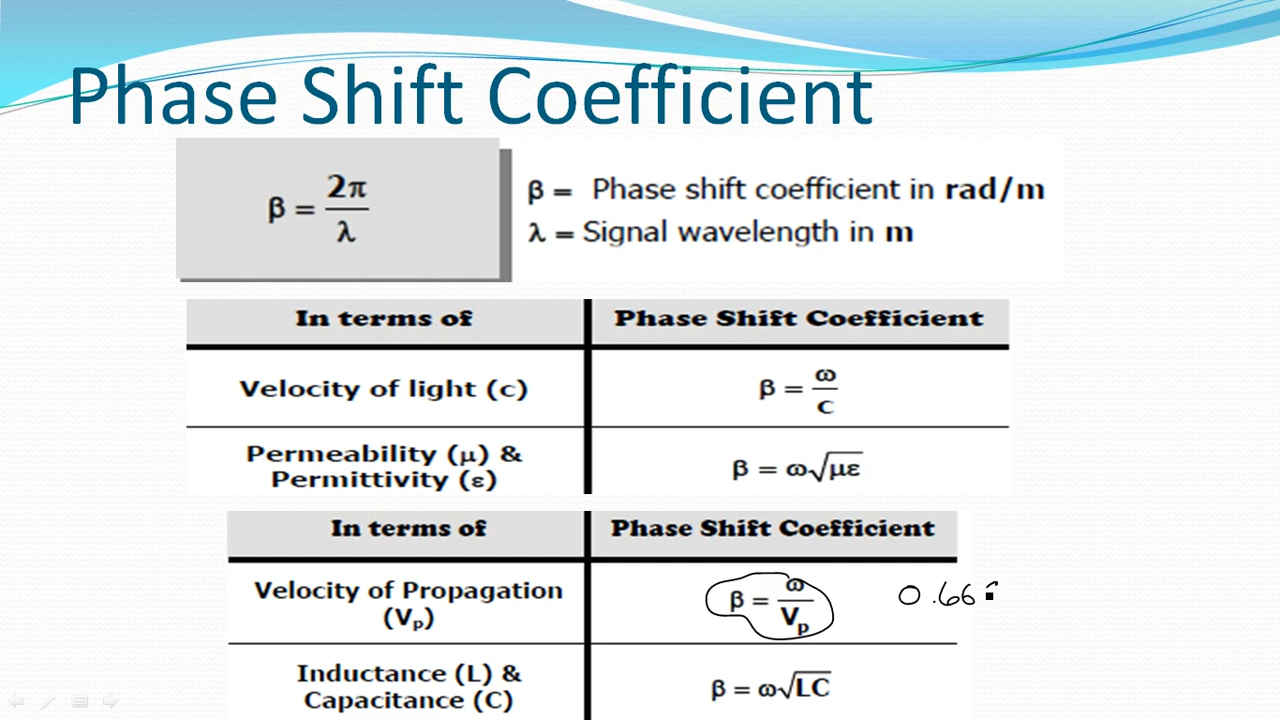 Phase Shift Coefficient
β = 2π/λ
β = Phase shift coefficient in rad/m
λ = Signal wavelength in m
In terms of Phase Shift Coefficient
Velocity of light (c) β = ω/c
Permeability (μ) &
Permittivity (ε) β = ω√με
In terms of Phase Shift Coefficient
Velocity of Propagation
(Vₚ) β = ω/Vₚ 0.66
Inductance (L) &
Capacitance (C) β = ω√LC